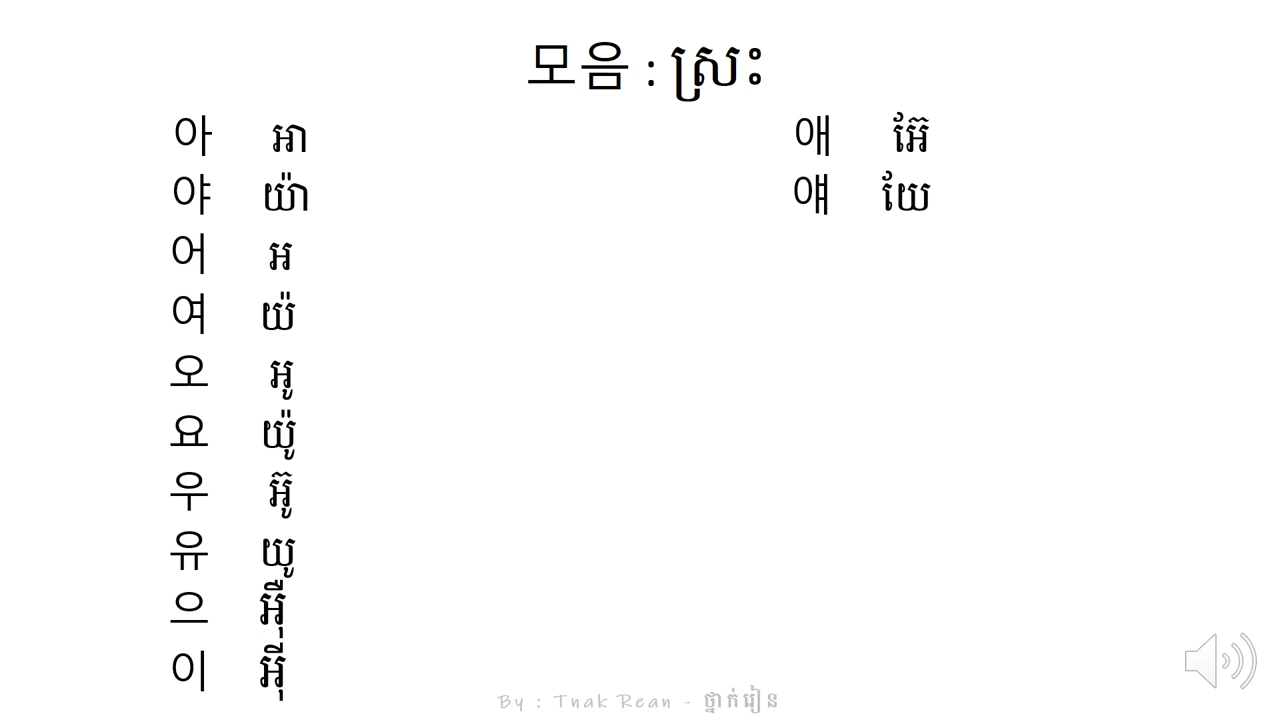 모음 : ស្រះ
아 អា
야 យ៉ា
어 អ
여 យ៉
오 អូ
요 យ៉ូ
우 អ៊ូ
유 យូ
으 អ៊ឺ
이 អ៊ី
애 អ៊ែ
얘 យែ
By : Tnak Rean - ថ្នាក់រៀន